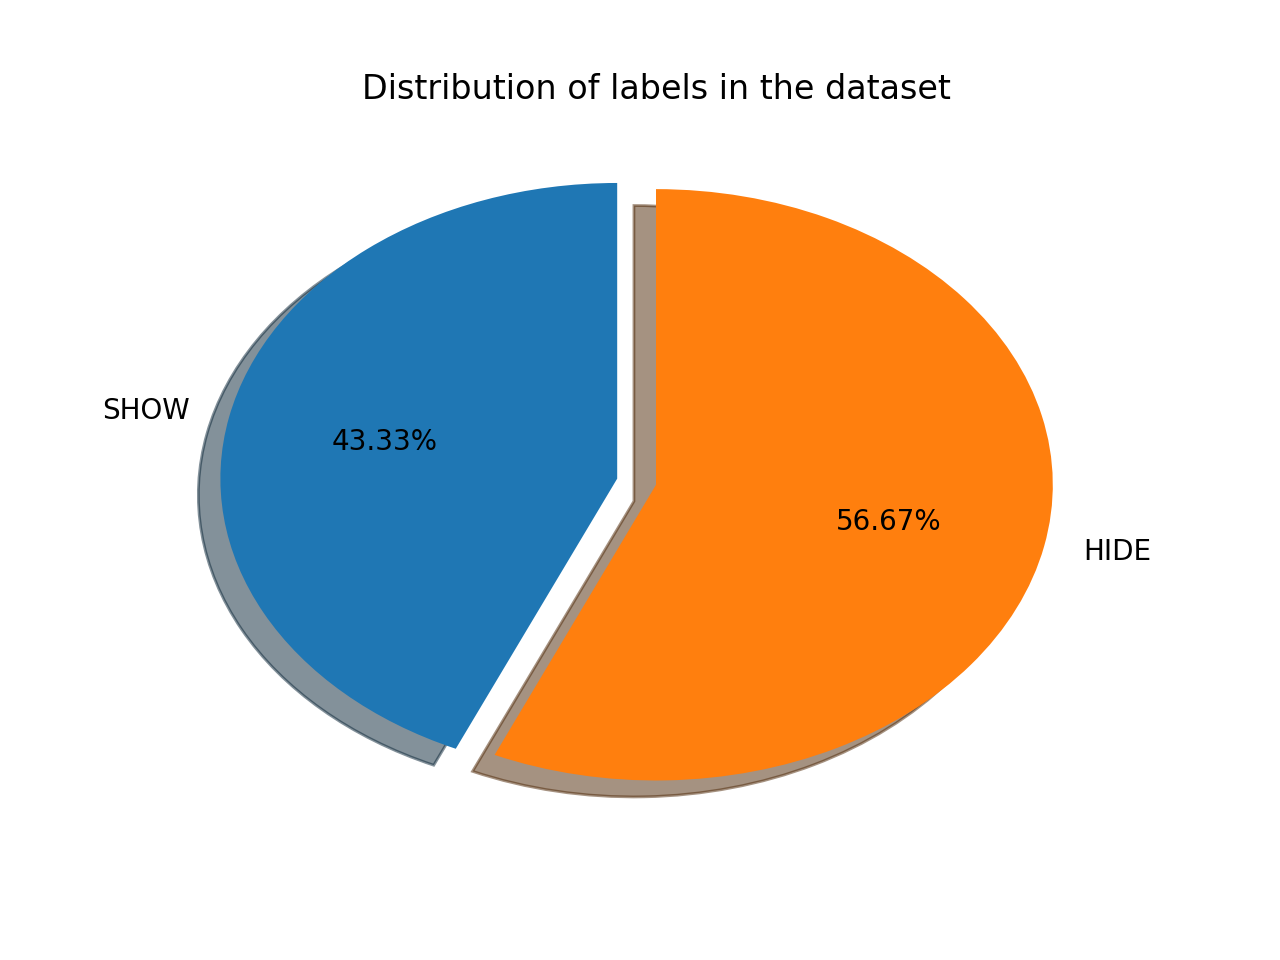 Distribution of labels in the dataset
SHOW
43.33%
56.67%
HIDE